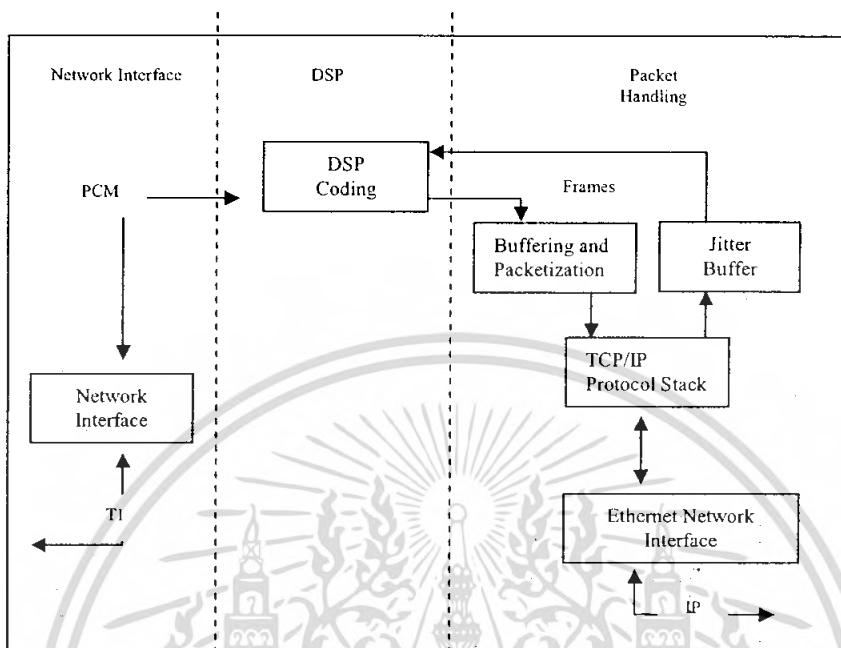 Network Interface
DSP
Packet
Handling
DSP
Coding
PCM
Frames
Buffering and
Packetization
Jitter
Buffer
TCP/IP
Protocol Stack
Network
Interface
T1
Ethernet Network
Interface
IP